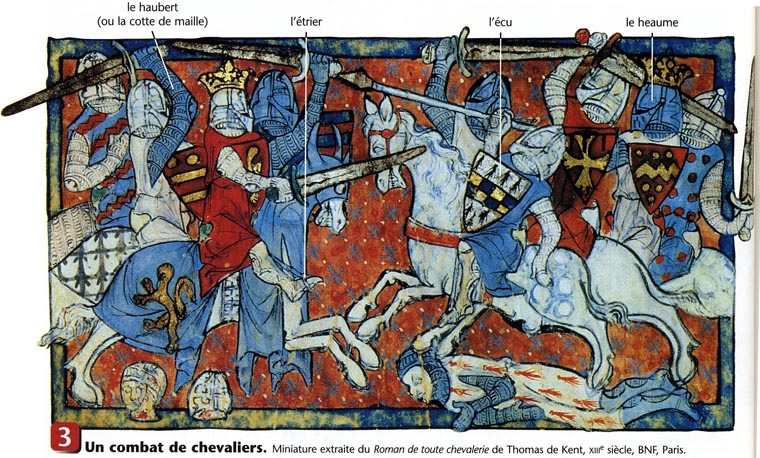 le haubert
(ou la cotte de maille)
l'étrier
l'écu
le heaume
3 Un combat de chevaliers. Miniature extraite du Roman de toute chevalerie de Thomas de Kent, XIIIe siècle, BNF, Paris.